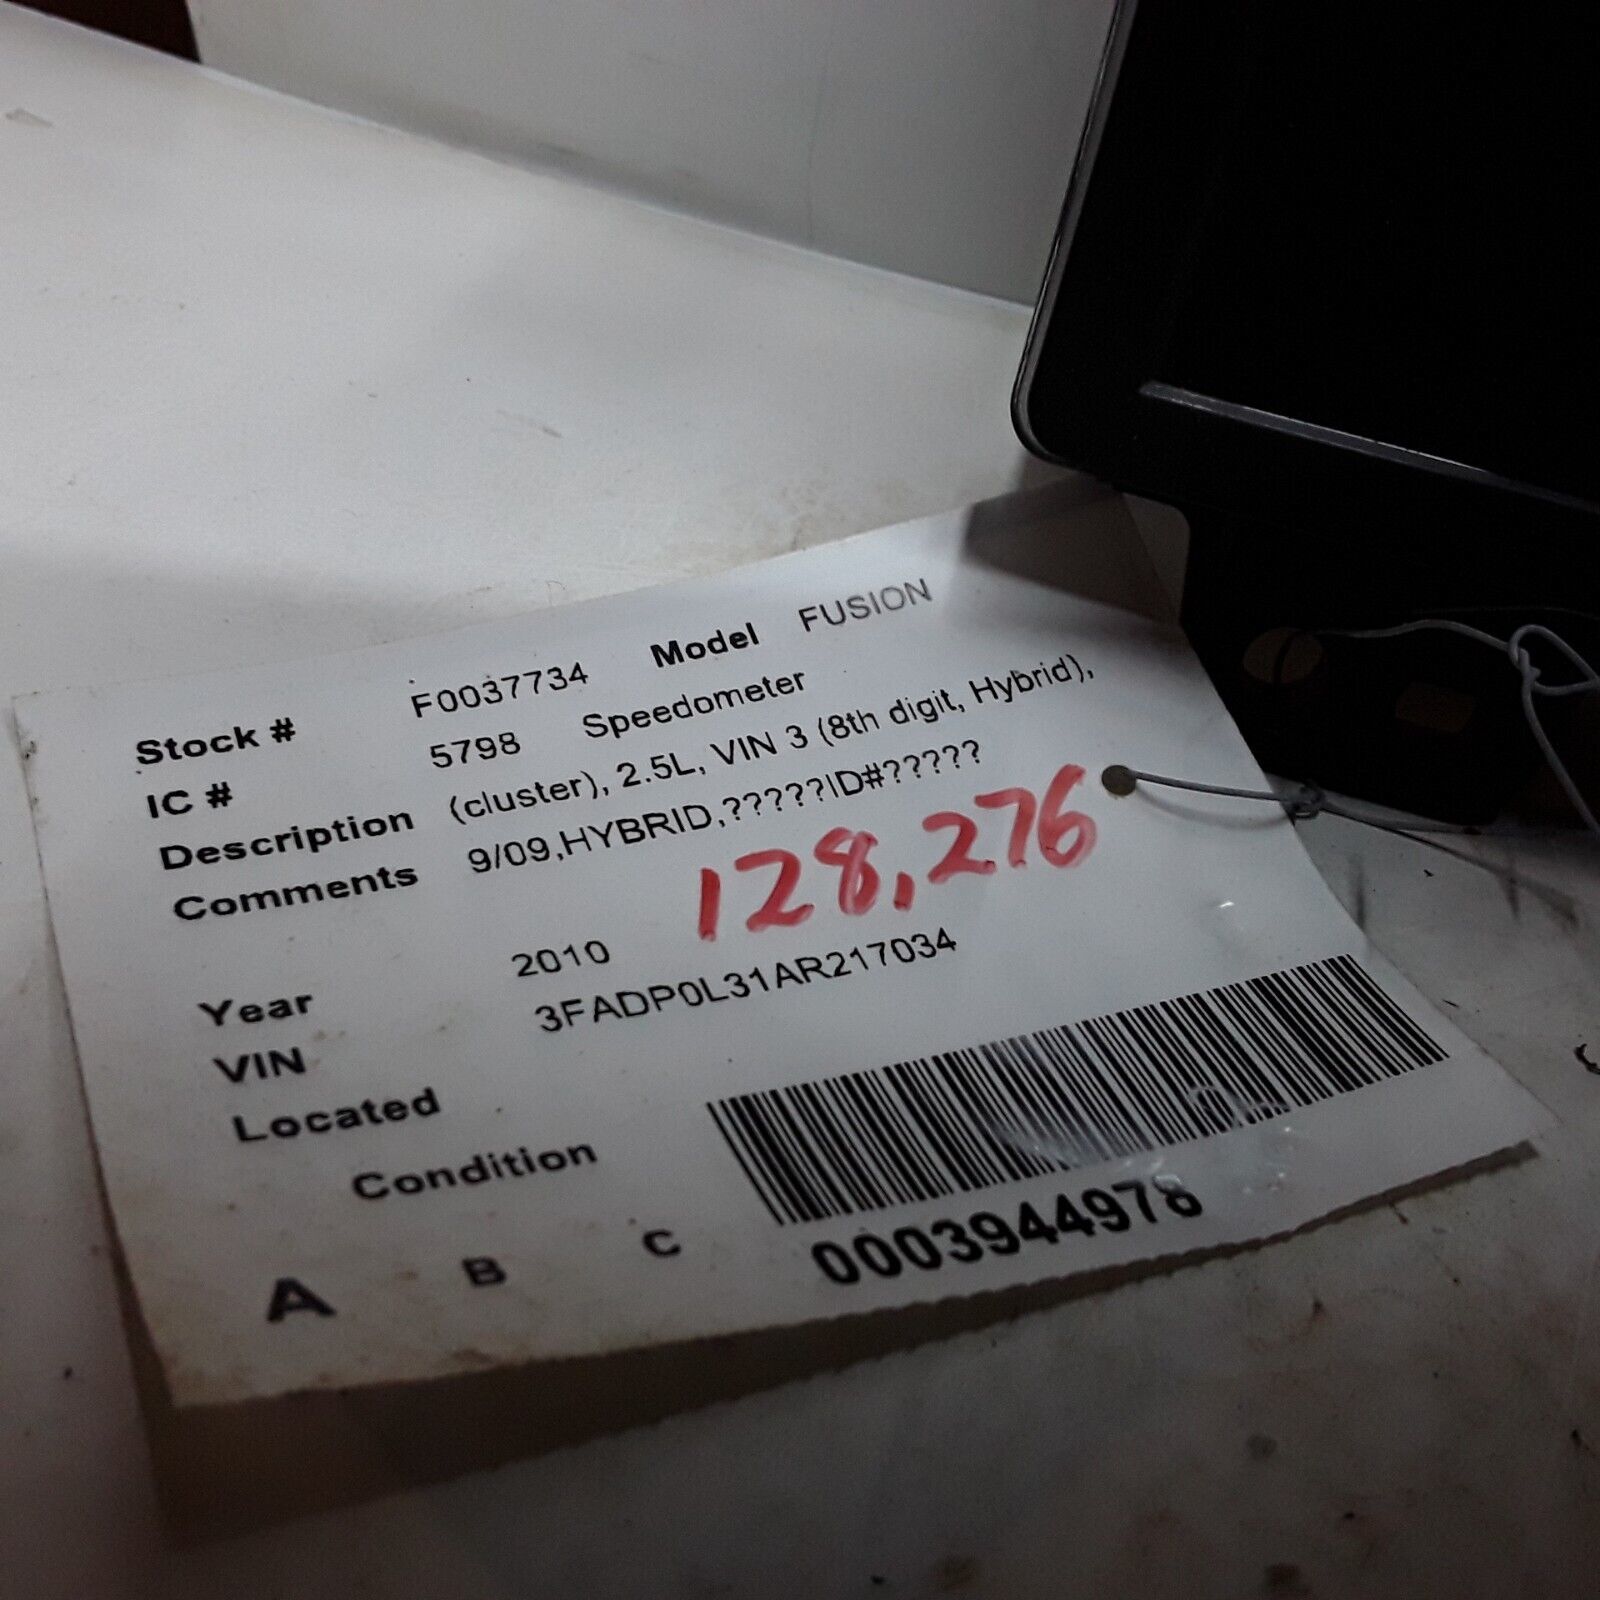 Stock # F0037734 Model FUSION
IC # 5798 Speedometer
Description (cluster), 2.5L, VIN 3 (8th digit, Hybrid),
Comments 9/09,HYBRID,?????ID#?????
128,276
Year 2010
VIN 3FADP0L31AR217034
Located
Condition
A B C
0003944978